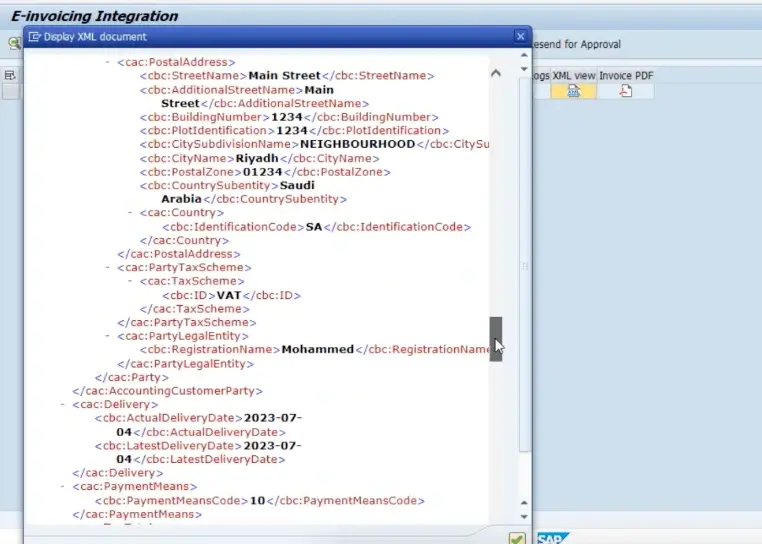 E-invoicing Integration
Display XML document
esend for Approval
ogs XML view Invoice PDF
- <cac:PostalAddress>
<cbc:StreetName>Main Street</cbc:StreetName>
<cbc:AdditionalStreetName>Main
Street</cbc:AdditionalStreetName>
<cbc:BuildingNumber>1234</cbc:BuildingNumber>
<cbc:PlotIdentification>1234</cbc:PlotIdentification>
<cbc:CitySubdivisionName>NEIGHBOURHOOD</cbc:CitySu
<cbc:CityName>Riyadh</cbc:CityName>
<cbc:PostalZone>01234</cbc:PostalZone>
<cbc:CountrySubentity>Saudi
Arabia</cbc:CountrySubentity>
- <cac:Country>
<cbc:IdentificationCode>SA</cbc:IdentificationCode>
</cac:Country>
</cac:PostalAddress>
- <cac:PartyTaxScheme>
- <cac:TaxScheme>
<cbc:ID>VAT</cbc:ID>
</cac:TaxScheme>
</cac:PartyTaxScheme>
- <cac:PartyLegalEntity>
<cbc:RegistrationName>Mohammed</cbc:RegistrationName
</cac:PartyLegalEntity>
</cac:Party>
</cac:AccountingCustomerParty>
- <cac:Delivery>
<cbc:ActualDeliveryDate>2023-07-
04</cbc:ActualDeliveryDate>
<cbc:LatestDeliveryDate>2023-07-
04</cbc:LatestDeliveryDate>
</cac:Delivery>
- <cac:PaymentMeans>
<cbc:PaymentMeansCode>10</cbc:PaymentMeansCode>
</cac:PaymentMeans>
SAP